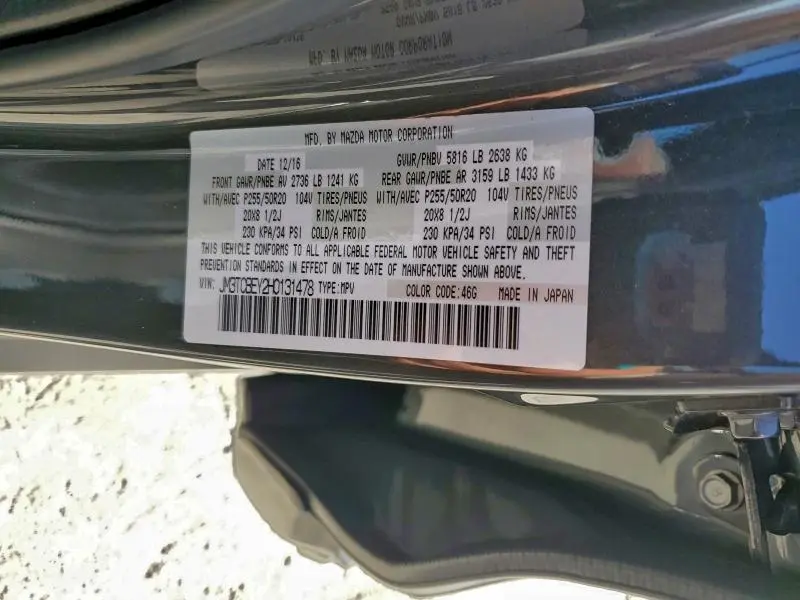 MFD. BY MAZDA MOTOR CORPORATION
DATE 12/16 GVWR/PNBV 5816 LB 2638 KG
FRONT GAWR/PNBE AV 2736 LB 1241 KG REAR GAWR/PNBE AR 3159 LB 1433 KG
WITH/AVEC P255/50R20 104V TIRES/PNEUS WITH/AVEC P255/50R20 104V TIRES/PNEUS
20X8 1/2J RIMS/JANTES 20X8 1/2J RIMS/JANTES
230 KPA/34 PSI COLD/A FROID 230 KPA/34 PSI COLD/A FROID
THIS VEHICLE CONFORMS TO ALL APPLICABLE FEDERAL MOTOR VEHICLE SAFETY AND THEFT
PREVENTION STANDARDS IN EFFECT ON THE DATE OF MANUFACTURE SHOWN ABOVE.
VIN: JM3TCBEY2H0131478 TYPE:MPV COLOR CODE:46G MADE IN JAPAN